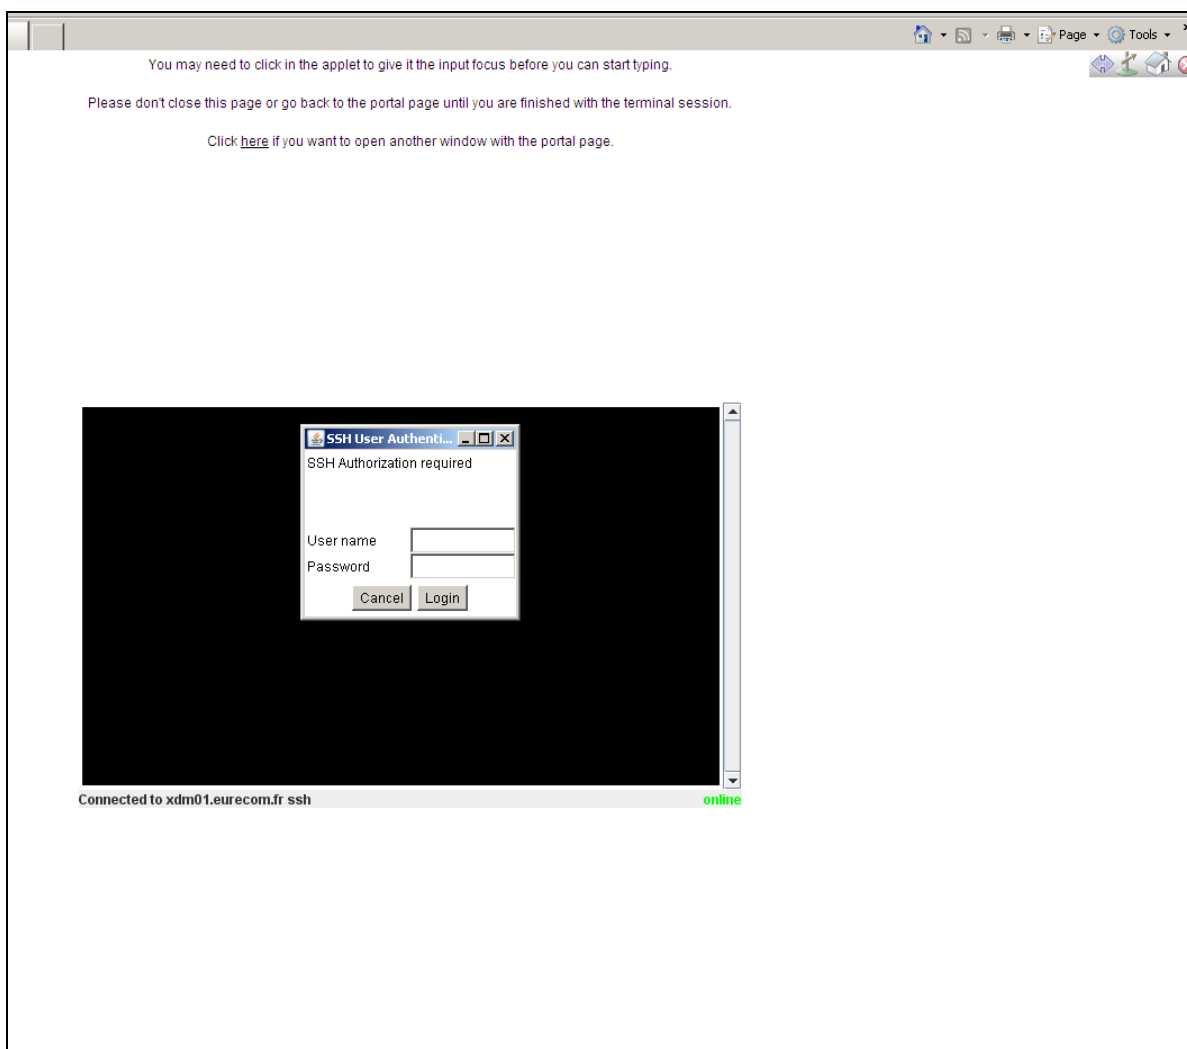 Page Tools
You may need to click in the applet to give it the input focus before you can start typing.
Please don't close this page or go back to the portal page until you are finished with the terminal session.
Click here if you want to open another window with the portal page.
SSH User Authenti...
SSH Authorization required
User name
Password
Cancel Login
Connected to xdm01.eurecom.fr ssh online